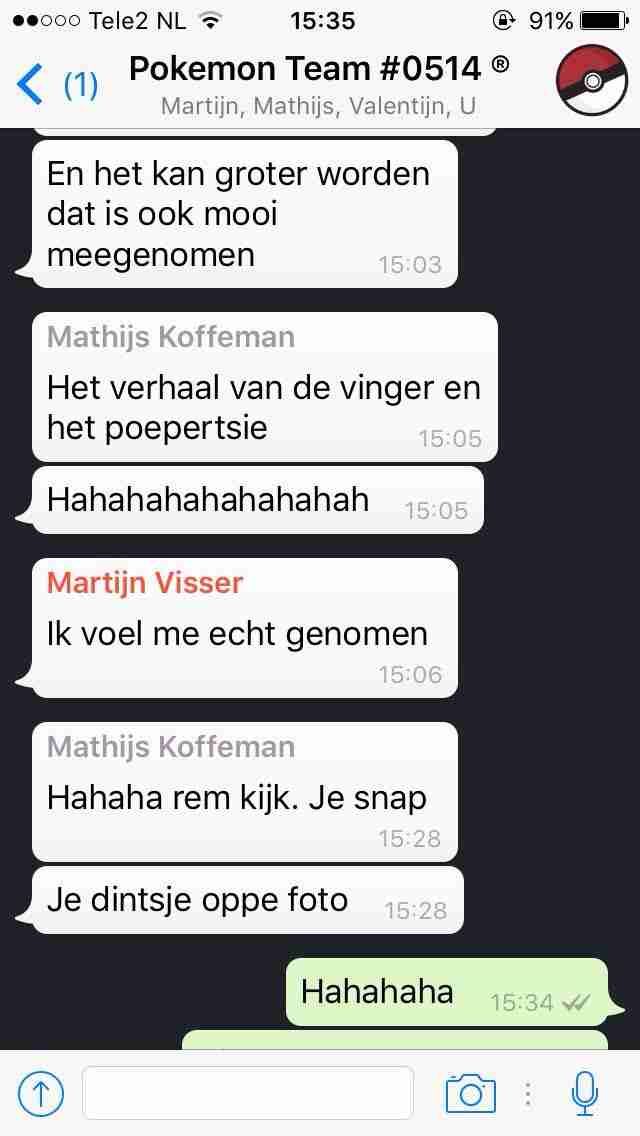 Tele2 NL 15:35 91%
(1) Pokemon Team #0514 ®
Martijn, Mathijs, Valentijn, U
En het kan groter worden
dat is ook mooi
meegenomen 15:03
Mathijs Koffeman
Het verhaal van de vinger en
het poepertsie 15:05
Hahahahahahahahah 15:05
Martijn Visser
Ik voel me echt genomen
15:06
Mathijs Koffeman
Hahaha rem kijk. Je snap
15:28
Je dintsje oppe foto 15:28
Hahahaha 15:34